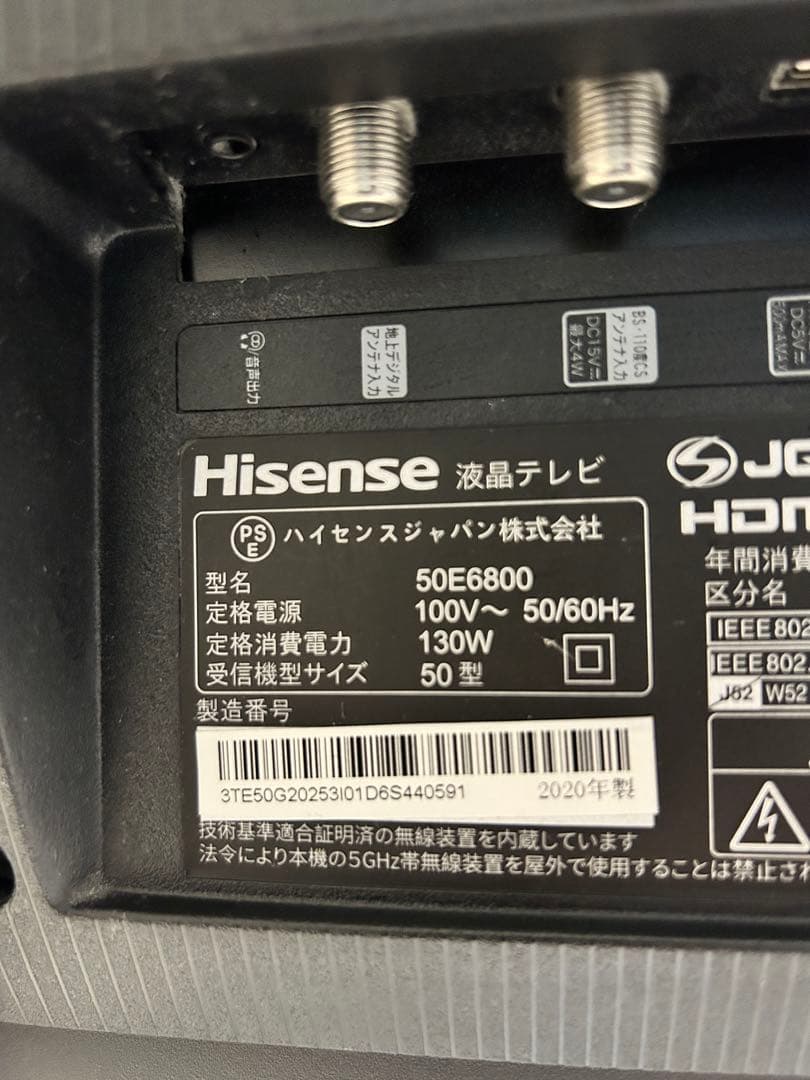 音声出力
地上デジタル
アンテナ入力
BS・110度CS
アンテナ入力
DC15V⎓
最大4W
DC5V⎓
Hisense 液晶テレビ
PS
E
ハイセンスジャパン株式会社
型名 50E6800
定格電源 100V～ 50/60Hz
定格消費電力 130W
受信機型サイズ 50型
製造番号
3TE50G20253I01D6S440591 2020年製
技術基準適合証明済の無線装置を内蔵しています
法令により本機の5GHz帯無線装置を屋外で使用することは禁止され
年間消費
区分名
IEEE802
IEEE802.
J52 W52